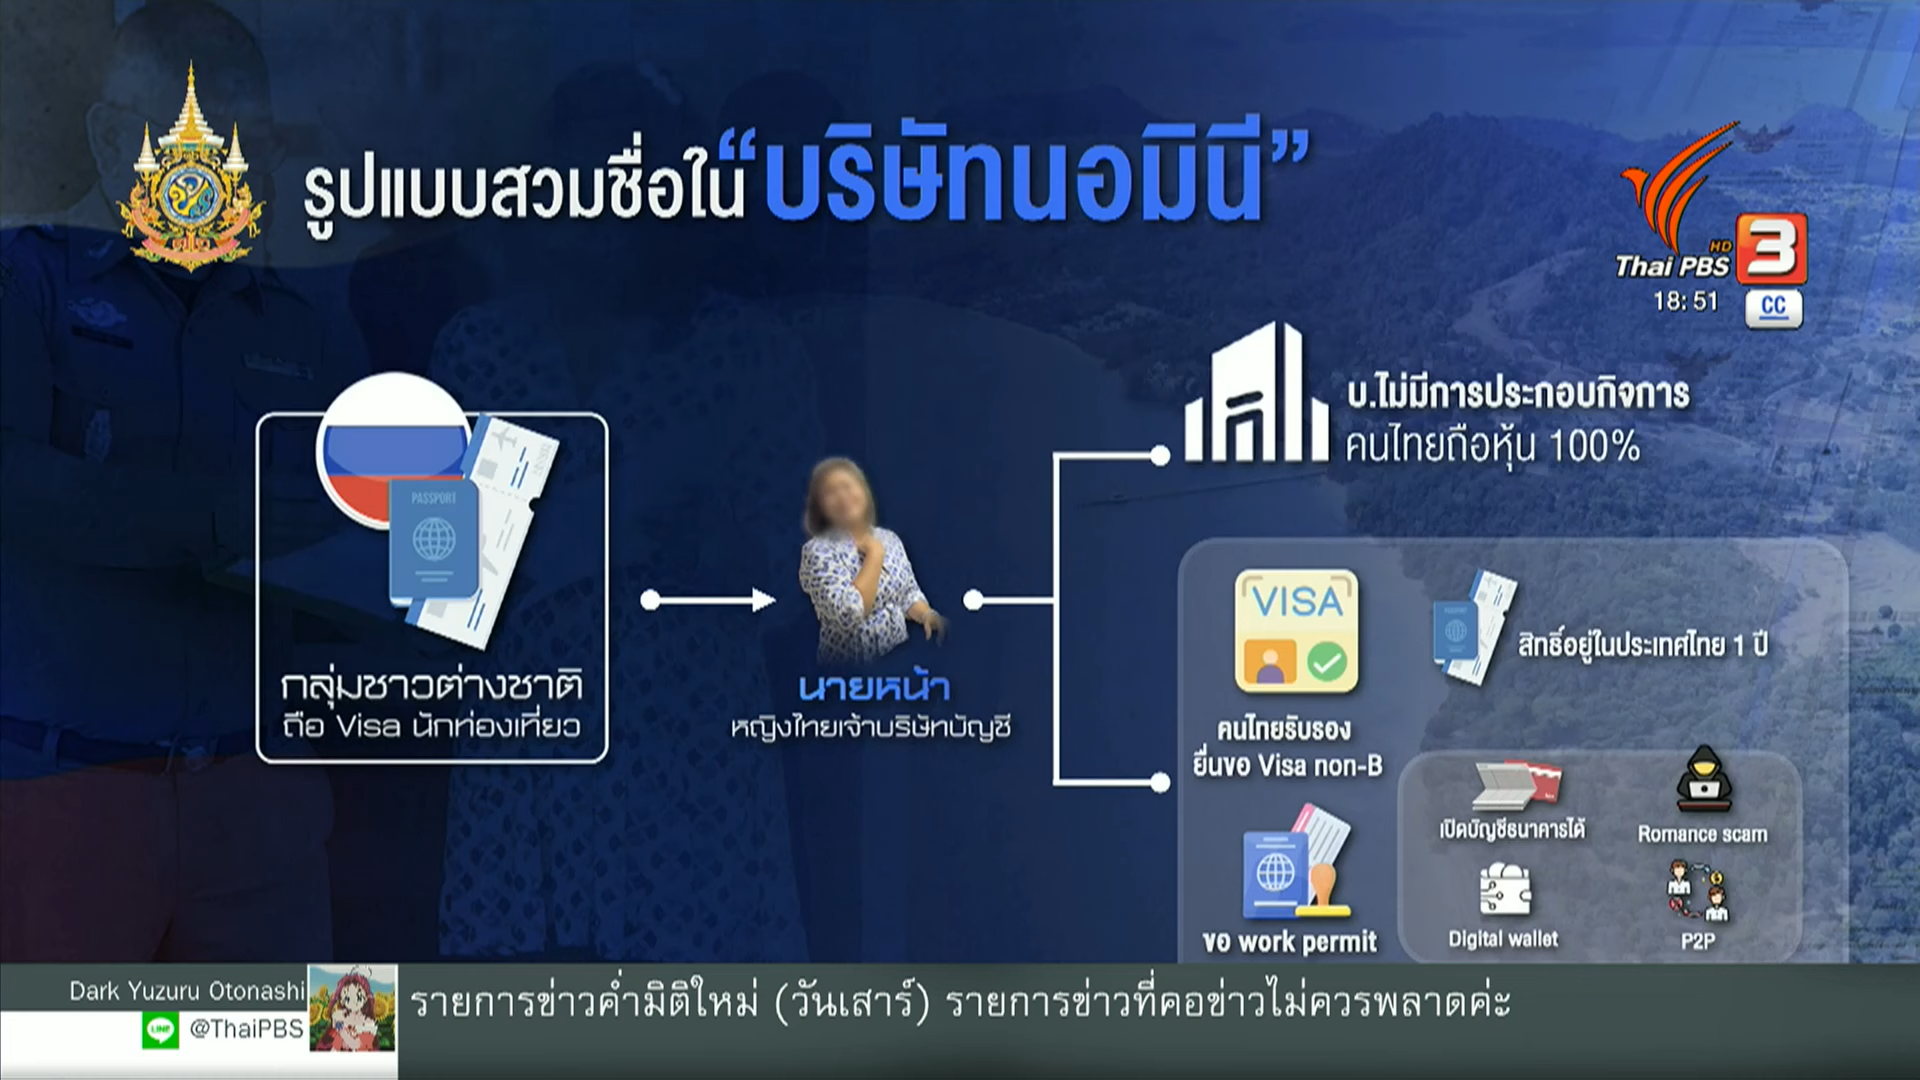 รูปแบบสวมชื่อใน“บริษัทนอมินี”
HD
Thai PBS 3
18:51 CC
บ.ไม่มีการประกอบกิจการ
คนไทยถือหุ้น 100%
PASSPORT
กลุ่มชาวต่างชาติ
ถือ Visa นักท่องเที่ยว
นายหน้า
หญิงไทยเจ้าบริษัทบัญชี
VISA
สิทธิ์อยู่ในประเทศไทย 1 ปี
คนไทยรับรอง
ยื่นขอ Visa non-B
ขอ work permit
เปิดบัญชีธนาคารได้
Romance scam
Digital wallet
P2P
Dark Yuzuru Otonashi
LINE @ThaiPBS
รายการข่าวค่ำมิติใหม่ (วันเสาร์) รายการข่าวที่คอข่าวไม่ควรพลาดค่ะ